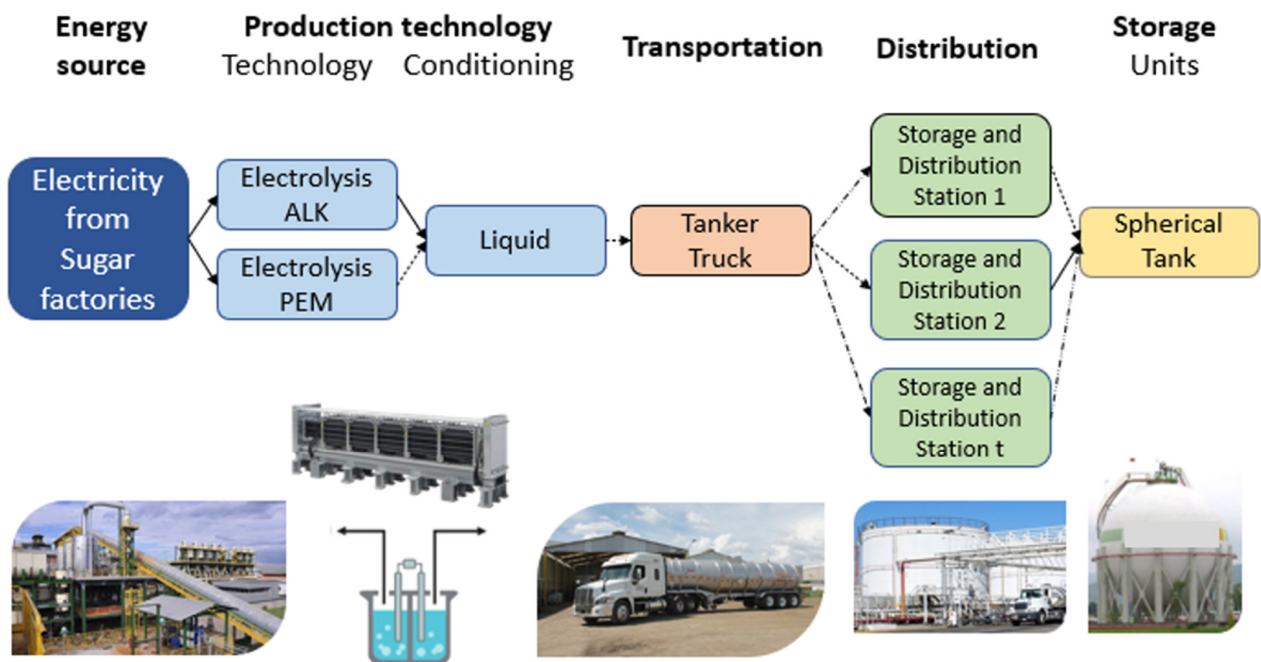 Energy
source
Production technology
Technology Conditioning
Transportation
Distribution
Storage
Units
Electricity
from
Sugar
factories
Electrolysis
ALK
Electrolysis
PEM
Liquid
Tanker
Truck
Storage and
Distribution
Station 1
Storage and
Distribution
Station 2
Storage and
Distribution
Station t
Spherical
Tank